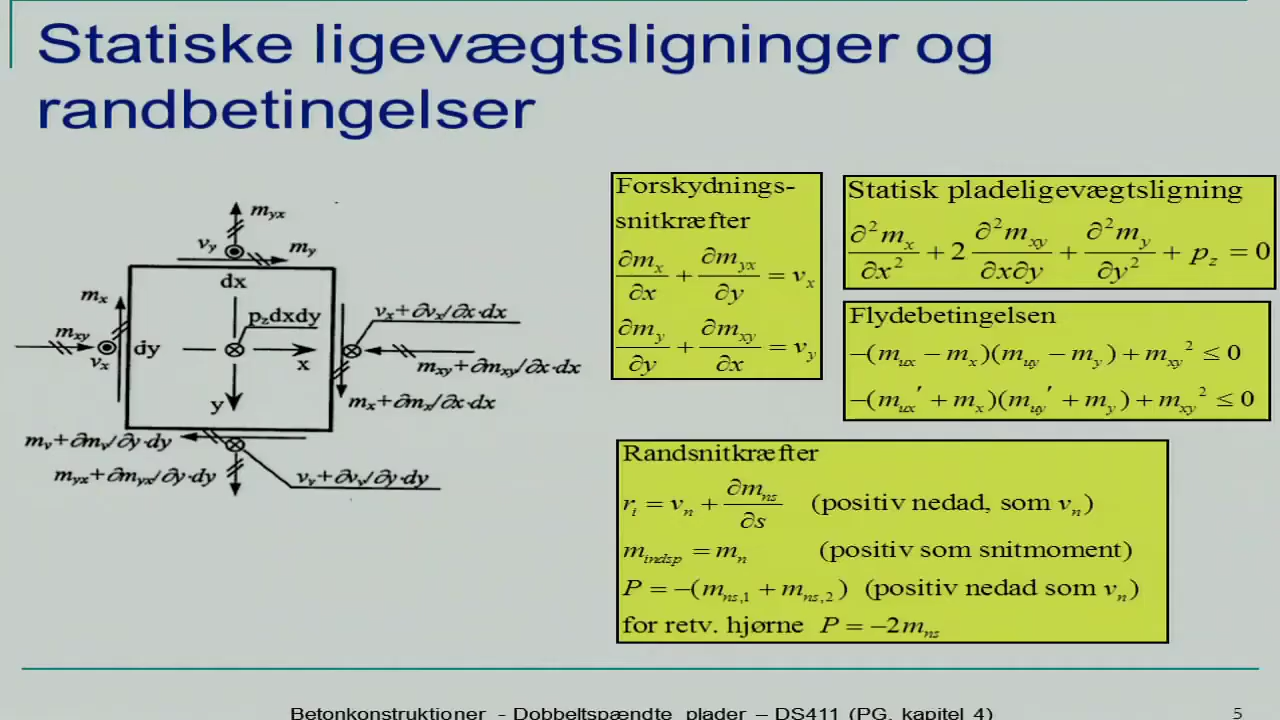 Statiske ligevægtsligninger og
randbetingelser
m_yx
v_y
m_y
dx
m_x
p_z dxdy
v_x+∂v_x/∂x·dx
m_xy
v_x
dy
x
m_xy+∂m_xy/∂x·dx
y
m_x+∂m_x/∂x·dx
m_y+∂m_y/∂y·dy
m_yx+∂m_yx/∂y·dy
v_y+∂v_y/∂y·dy
Forskydnings-
snitkræfter
∂m_x/∂x + ∂m_yx/∂y = v_x
∂m_y/∂y + ∂m_xy/∂x = v_y
Statisk pladeligevægtsligning
∂²m_x/∂x² + 2 ∂²m_xy/∂x∂y + ∂²m_y/∂y² + p_z = 0
Flydebetingelsen
−(m_ux − m_x)(m_uy − m_y) + m_xy² ≤ 0
−(m_ux′ + m_x)(m_uy′ + m_y) + m_xy² ≤ 0
Randsnitkræfter
r_i = v_n + ∂m_ns/∂s (positiv nedad, som v_n)
m_indsp = m_n (positiv som snitmoment)
P = −(m_ns,1 + m_ns,2) (positiv nedad som v_n)
for retv. hjørne P = −2m_ns
Betonkonstruktioner - Dobbeltspændte plader – DS411 (PG, kapitel 4)
5